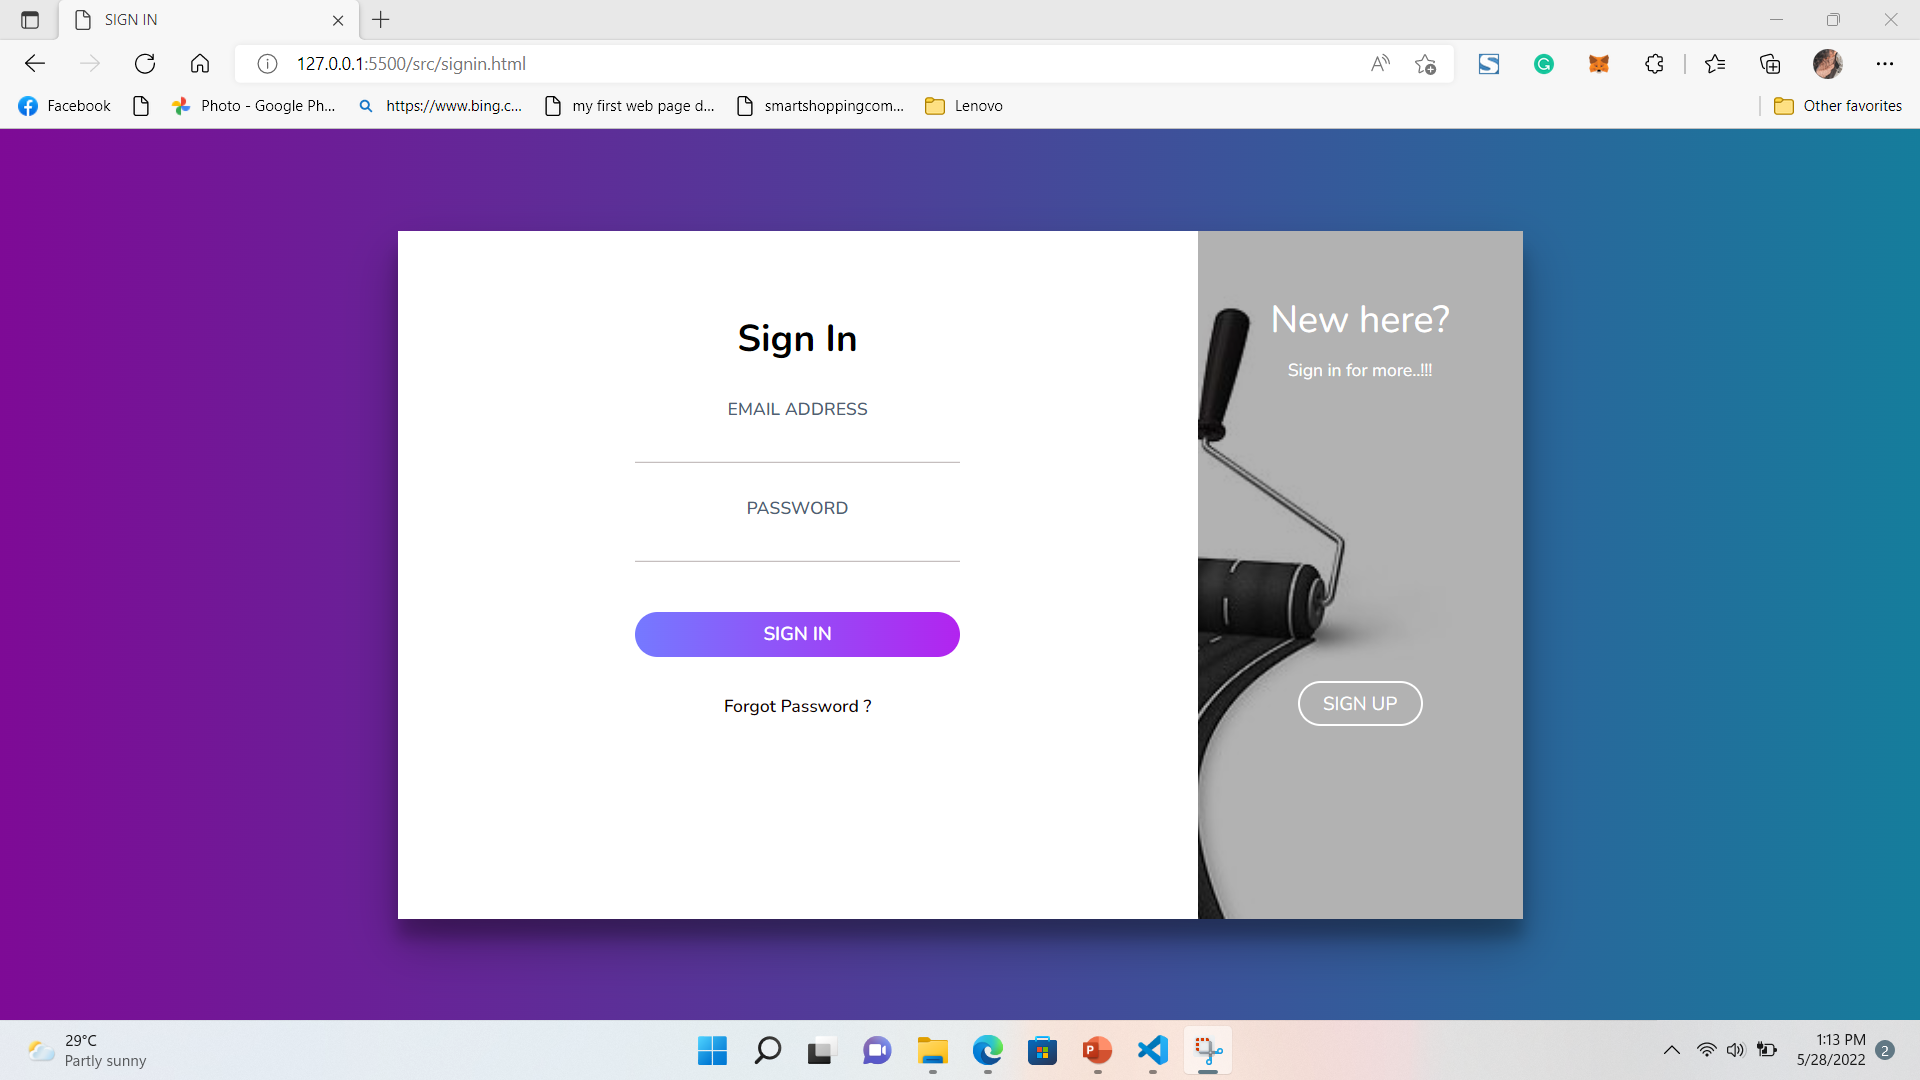 SIGN IN
127.0.0.1:5500/src/signin.html
Facebook
Photo - Google Ph...
https://www.bing.c...
my first web page d...
smartshoppingcom...
Lenovo
Other favorites
Sign In
EMAIL ADDRESS
PASSWORD
SIGN IN
Forgot Password ?
New here?
Sign in for more..!!!
SIGN UP
29°C
Partly sunny
1:13 PM
5/28/2022
2